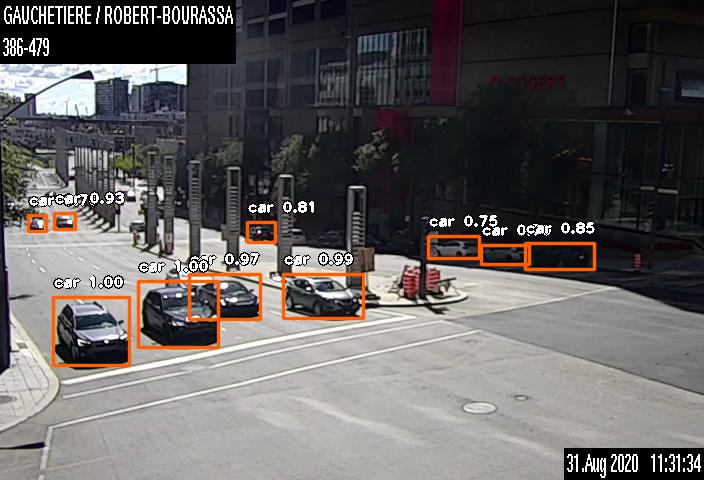 GAUCHETIERE / ROBERT-BOURASSA
386-479
ROGERS
car 0.93
car 0.81
car 0.75
car 0.85
car 0.97
car 1.00
car 0.99
car 1.00
31.Aug 2020 11:31:34